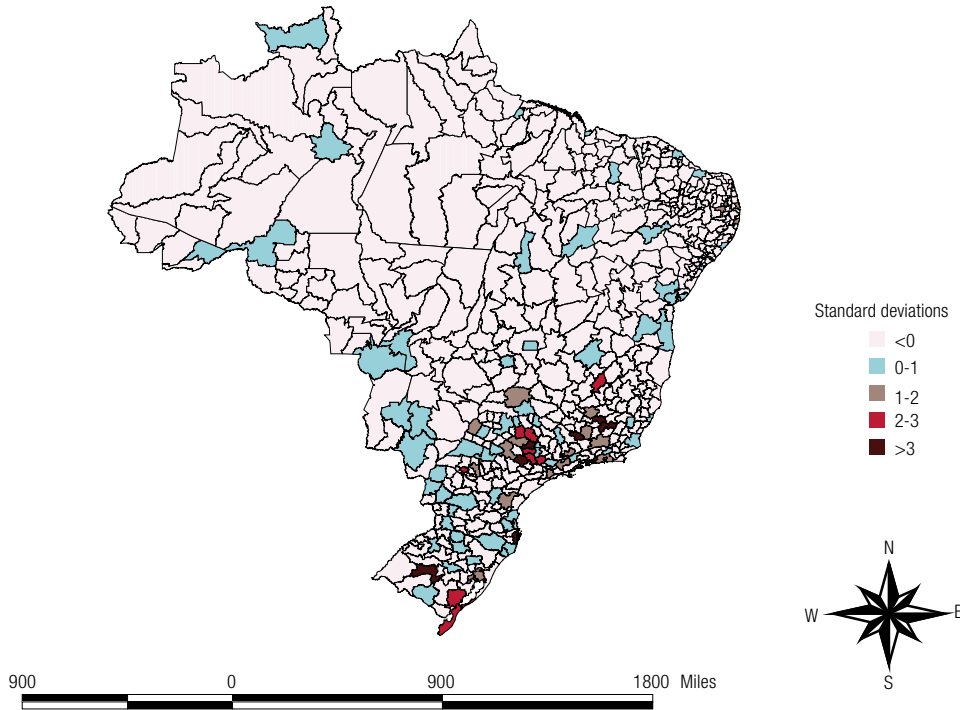 Standard deviations
<0
0-1
1-2
2-3
>3
N
W E
S
900 0 900 1800 Miles